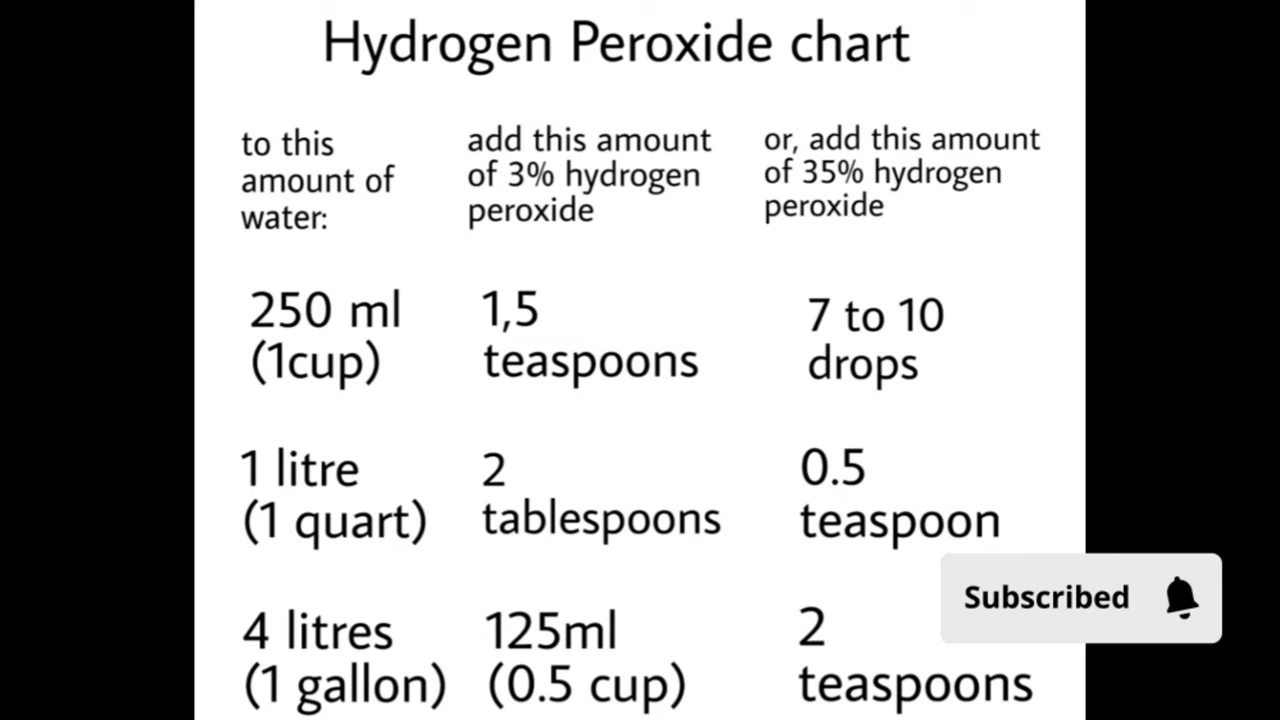 Hydrogen Peroxide chart
to this
amount of
water:
add this amount
of 3% hydrogen
peroxide
or, add this amount
of 35% hydrogen
peroxide
250 ml
(1cup)
1,5
teaspoons
7 to 10
drops
1 litre
(1 quart)
2
tablespoons
0.5
teaspoon
4 litres
(1 gallon)
125ml
(0.5 cup)
2
teaspoons
Subscribed